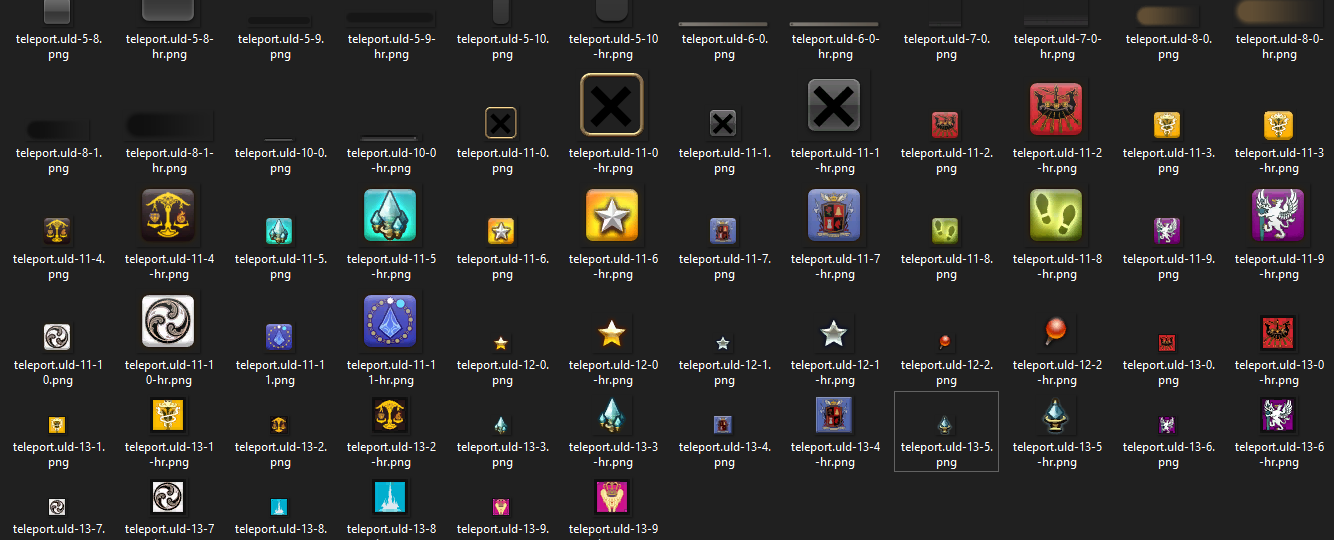 teleport.uld-5-8. teleport.uld-5-8- teleport.uld-5-9. teleport.uld-5-9- teleport.uld-5-10. teleport.uld-5-10 teleport.uld-6-0. teleport.uld-6-0- teleport.uld-7-0. teleport.uld-7-0- teleport.uld-8-0. teleport.uld-8-0-
png hr.png png hr.png png -hr.png png hr.png png hr.png png hr.png
teleport.uld-8-1. teleport.uld-8-1- teleport.uld-10-0. teleport.uld-10-0 teleport.uld-11-0. teleport.uld-11-0 teleport.uld-11-1. teleport.uld-11-1 teleport.uld-11-2. teleport.uld-11-2 teleport.uld-11-3. teleport.uld-11-3
png hr.png png -hr.png png -hr.png png -hr.png png -hr.png png -hr.png
teleport.uld-11-4. teleport.uld-11-4 teleport.uld-11-5. teleport.uld-11-5 teleport.uld-11-6. teleport.uld-11-6 teleport.uld-11-7. teleport.uld-11-7 teleport.uld-11-8. teleport.uld-11-8 teleport.uld-11-9. teleport.uld-11-9
png -hr.png png -hr.png png -hr.png png -hr.png png -hr.png png -hr.png
teleport.uld-11-1 teleport.uld-11-1 teleport.uld-11-1 teleport.uld-11-1 teleport.uld-12-0. teleport.uld-12-0 teleport.uld-12-1. teleport.uld-12-1 teleport.uld-12-2. teleport.uld-12-2 teleport.uld-13-0. teleport.uld-13-0
0.png 0-hr.png 1.png 1-hr.png png -hr.png png -hr.png png -hr.png png -hr.png
teleport.uld-13-1. teleport.uld-13-1 teleport.uld-13-2. teleport.uld-13-2 teleport.uld-13-3. teleport.uld-13-3 teleport.uld-13-4. teleport.uld-13-4 teleport.uld-13-5. teleport.uld-13-5 teleport.uld-13-6. teleport.uld-13-6
png -hr.png png -hr.png png -hr.png png -hr.png png -hr.png png -hr.png
teleport.uld-13-7. teleport.uld-13-7 teleport.uld-13-8. teleport.uld-13-8 teleport.uld-13-9. teleport.uld-13-9